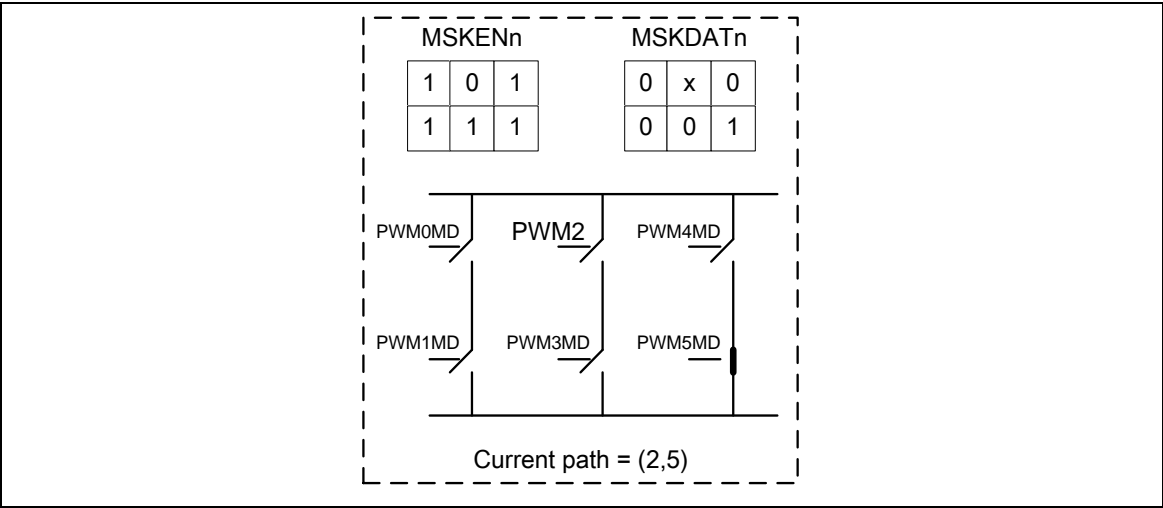 MSKENn MSKDATn
1 0 1 0 x 0
1 1 1 0 0 1
PWM0MD PWM2 PWM4MD
PWM1MD PWM3MD PWM5MD
Current path = (2,5)